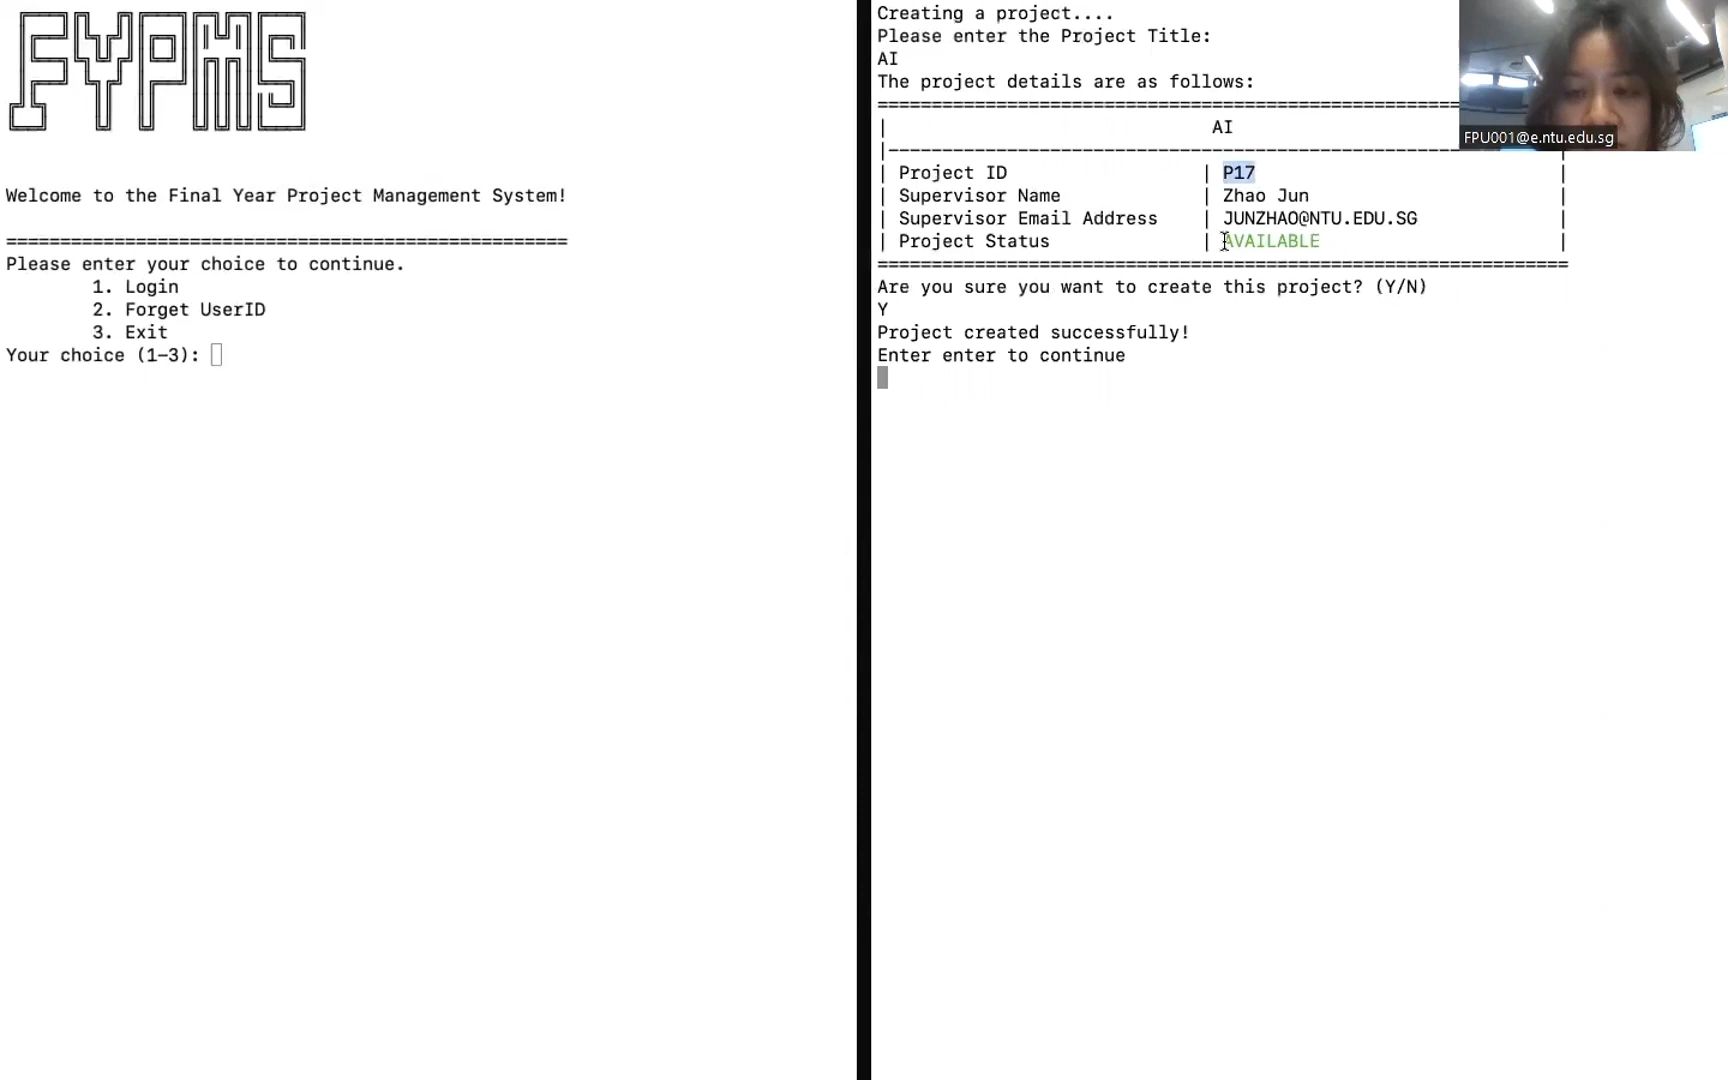 FYPMS
Welcome to the Final Year Project Management System!
====================================================
Please enter your choice to continue.
1. Login
2. Forget UserID
3. Exit
Your choice (1-3):
Creating a project....
Please enter the Project Title:
AI
The project details are as follows:
================================================================
| AI
|----------------------------------------------------------------|
| Project ID | P17 |
| Supervisor Name | Zhao Jun |
| Supervisor Email Address | JUNZHAO@NTU.EDU.SG |
| Project Status | AVAILABLE |
================================================================
Are you sure you want to create this project? (Y/N)
Y
Project created successfully!
Enter enter to continue
FPU001@e.ntu.edu.sg